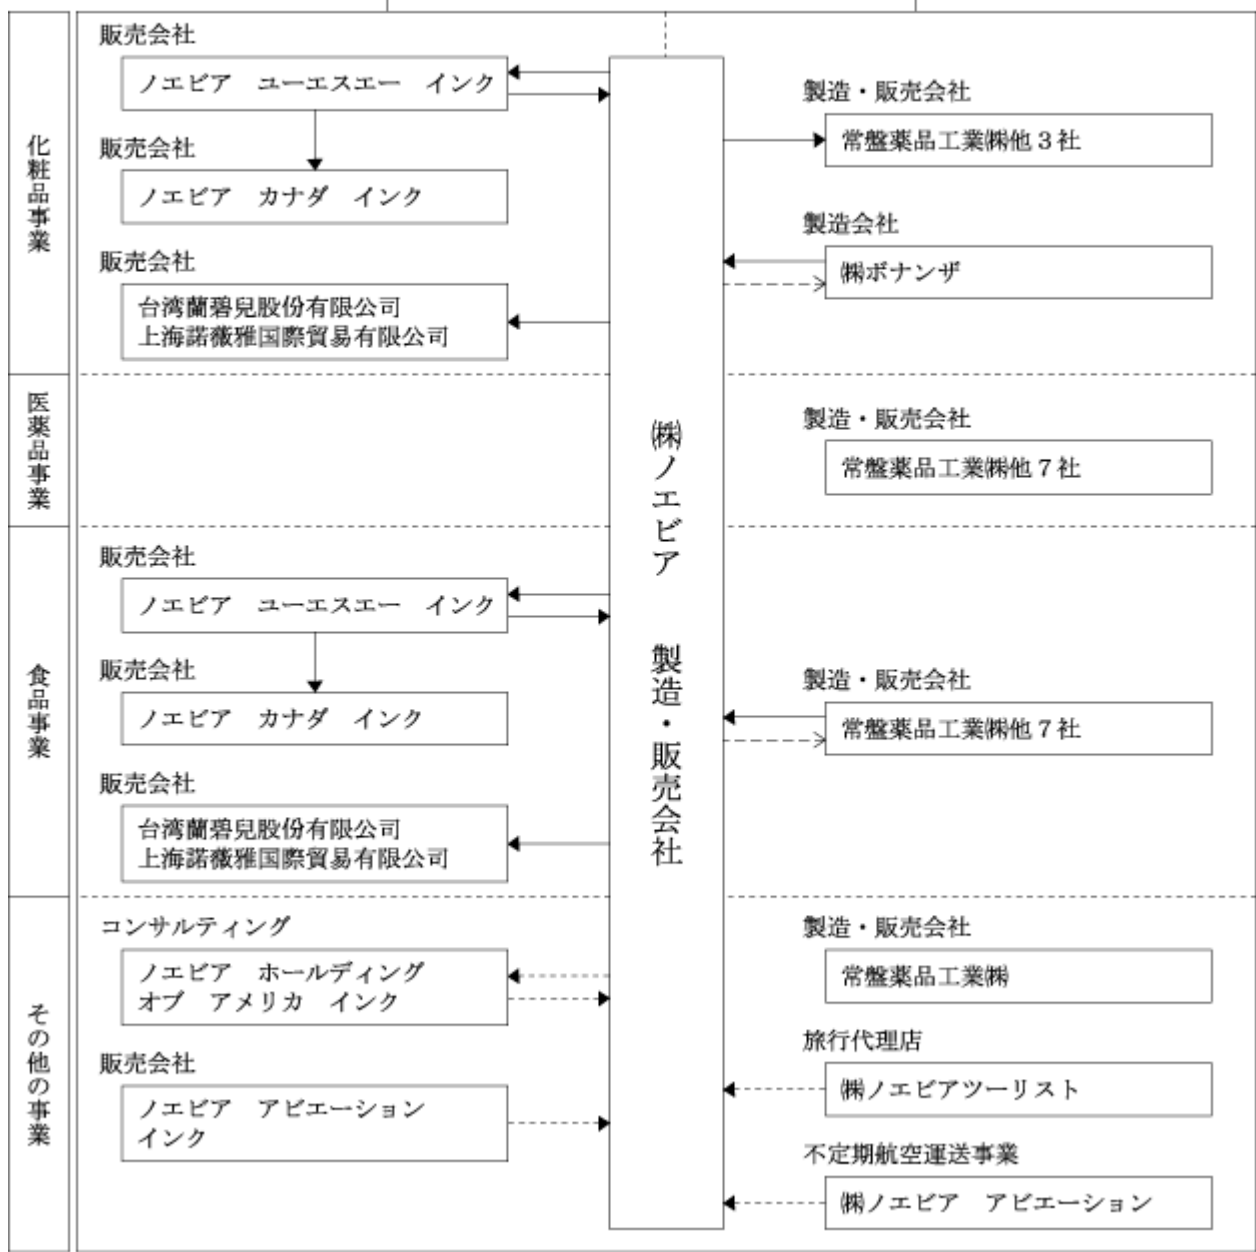 化粧品事業
販売会社
ノエビア　ユーエスエー　インク
販売会社
ノエビア　カナダ　インク
販売会社
台湾蘭碧兒股份有限公司
上海諾薇雅国際貿易有限公司
製造・販売会社
常盤薬品工業㈱他３社
製造会社
㈱ボナンザ
医薬品事業
製造・販売会社
常盤薬品工業㈱他７社
㈱ノエビア　製造・販売会社
食品事業
販売会社
ノエビア　ユーエスエー　インク
販売会社
ノエビア　カナダ　インク
販売会社
台湾蘭碧兒股份有限公司
上海諾薇雅国際貿易有限公司
製造・販売会社
常盤薬品工業㈱他７社
その他の事業
コンサルティング
ノエビア　ホールディング
オブ　アメリカ　インク
販売会社
ノエビア　アビエーション
インク
製造・販売会社
常盤薬品工業㈱
旅行代理店
㈱ノエビアツーリスト
不定期航空運送事業
㈱ノエビア　アビエーション